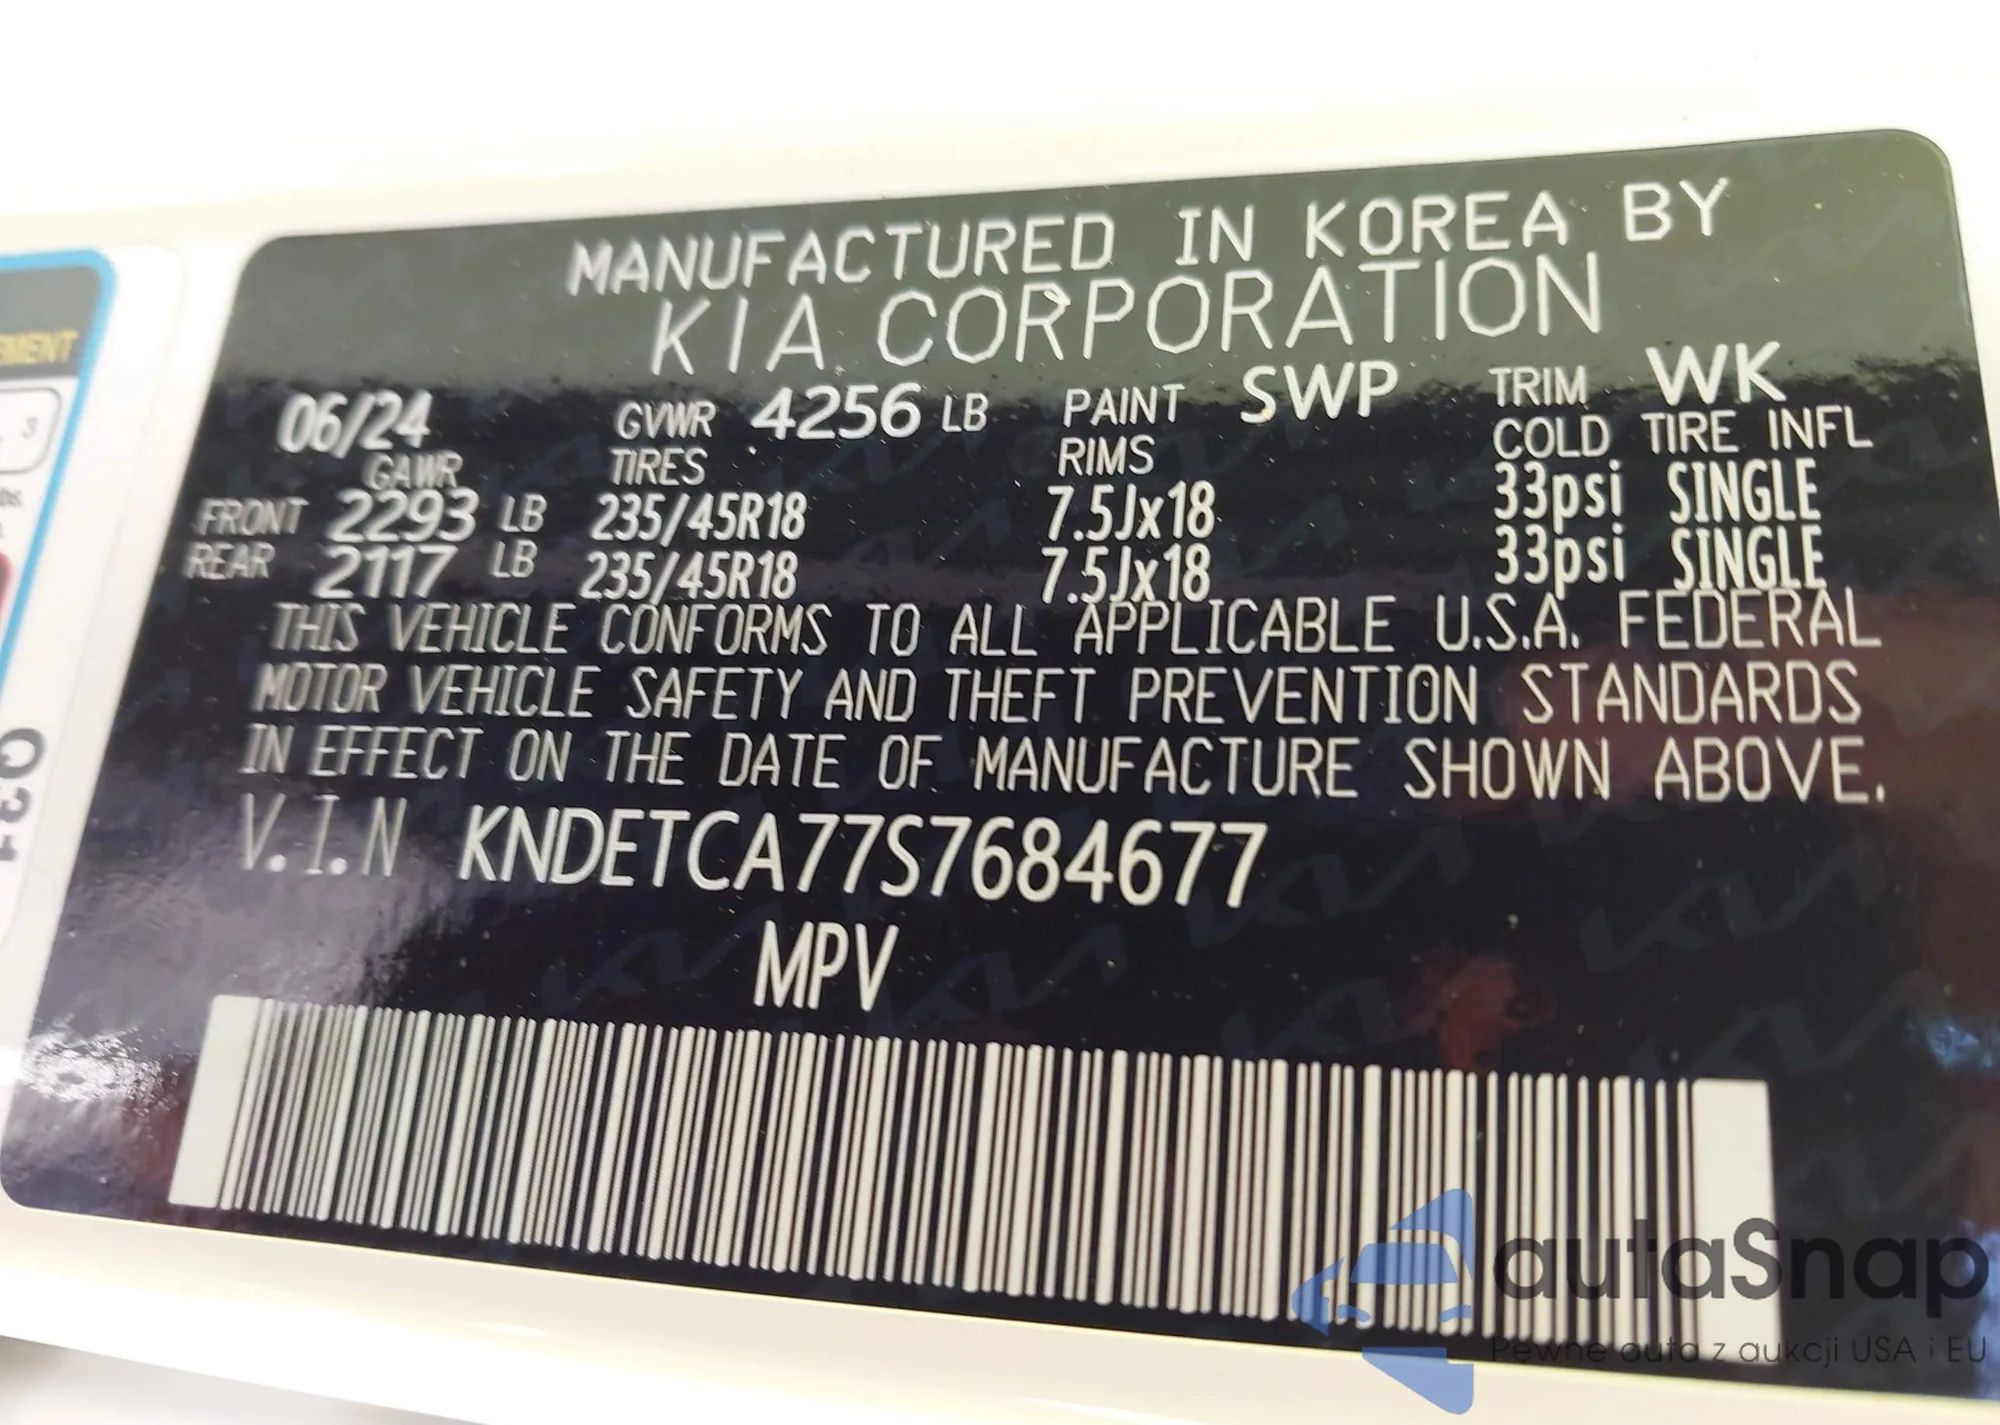 MANUFACTURED IN KOREA BY
KIA CORPORATION
06/24 GVWR 4256 LB PAINT SWP TRIM WK
GAWR TIRES RIMS COLD TIRE INFL
FRONT 2293 LB 235/45R18 7.5Jx18 33psi SINGLE
REAR 2117 LB 235/45R18 7.5Jx18 33psi SINGLE
THIS VEHICLE CONFORMS TO ALL APPLICABLE U.S.A. FEDERAL
MOTOR VEHICLE SAFETY AND THEFT PREVENTION STANDARDS
IN EFFECT ON THE DATE OF MANUFACTURE SHOWN ABOVE.
V.I.N KNDETCA77S7684677
MPV
3
autaSnap
Pewne auta z aukcji USA i EU